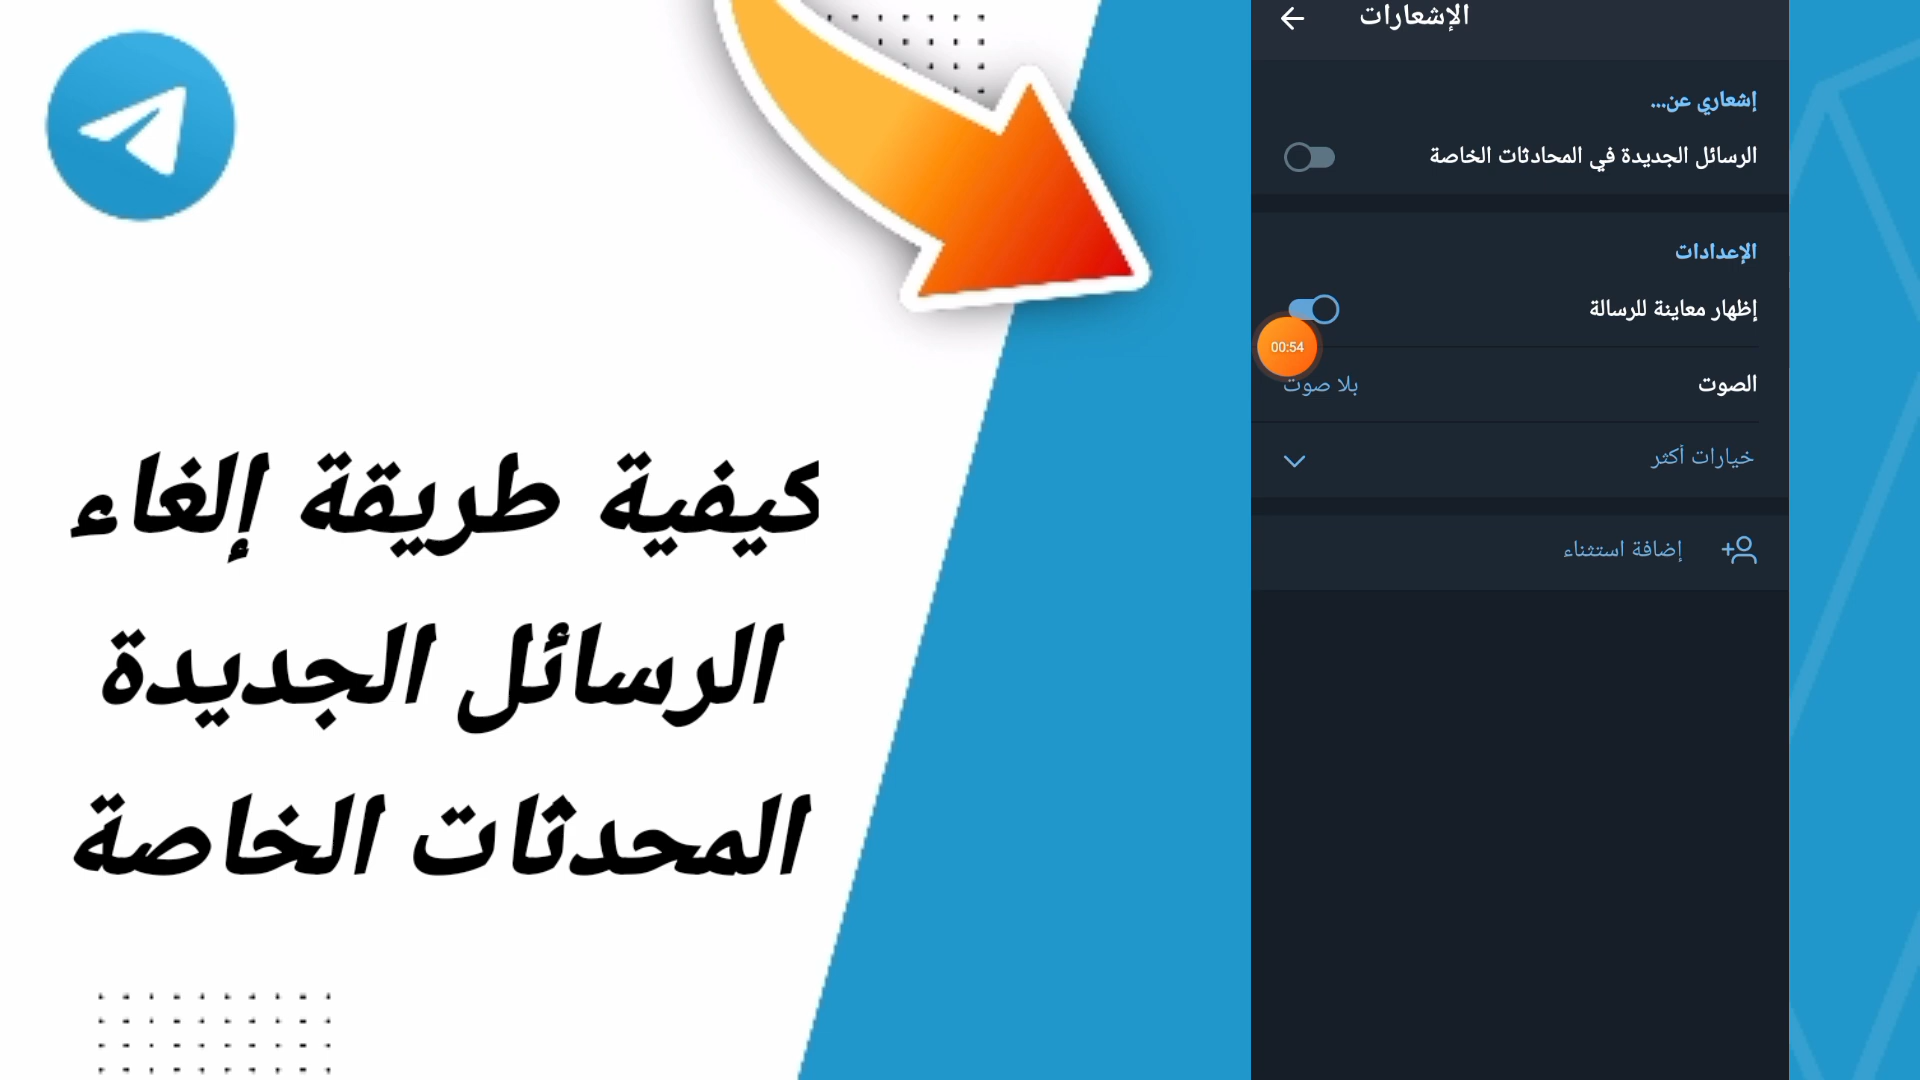 كيفية طريقة إلغاء
الرسائل الجديدة
المحدثات الخاصة
الإشعارات
إشعاري عن...
الرسائل الجديدة في المحادثات الخاصة
الإعدادات
إظهار معاينة للرسالة
00:54
الصوت بلا صوت
خيارات أكثر
إضافة استثناء